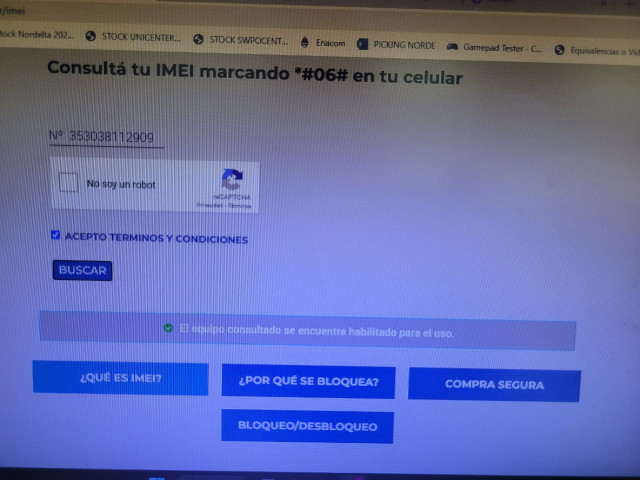 r/imei
Stock Nordelta 202... STOCK UNICENTER... STOCK SWPOCENT... Enacom PICKING NORDE Gamepad Tester - C... Equivalencias o Vid
Consultá tu IMEI marcando *#06# en tu celular
Nº 353038112909
No soy un robot
reCAPTCHA
Privacidad - Términos
ACEPTO TERMINOS Y CONDICIONES
BUSCAR
El equipo consultado se encuentra habilitado para el uso.
¿QUÉ ES IMEI? ¿POR QUÉ SE BLOQUEA? COMPRA SEGURA
BLOQUEO/DESBLOQUEO